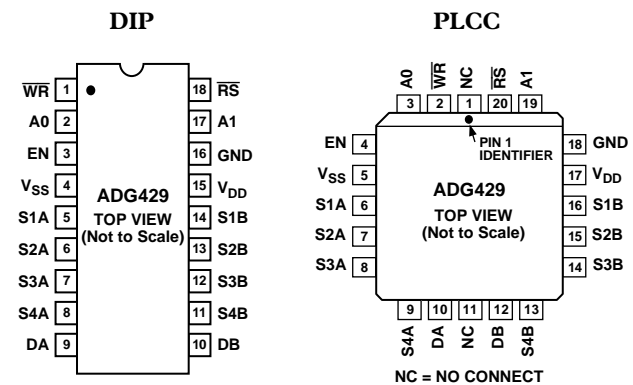 DIP
WR 1 18 RS
A0 2 17 A1
EN 3 16 GND
VSS 4 15 VDD
S1A 5 14 S1B
S2A 6 13 S2B
S3A 7 12 S3B
S4A 8 11 S4B
DA 9 10 DB
ADG429
TOP VIEW
(Not to Scale)
PLCC
A0 WR NC RS A1
3 2 1 20 19
PIN 1
IDENTIFIER
EN 4 18 GND
VSS 5 17 VDD
S1A 6 16 S1B
S2A 7 15 S2B
S3A 8 14 S3B
ADG429
TOP VIEW
(Not to Scale)
9 10 11 12 13
S4A DA NC DB S4B
NC = NO CONNECT